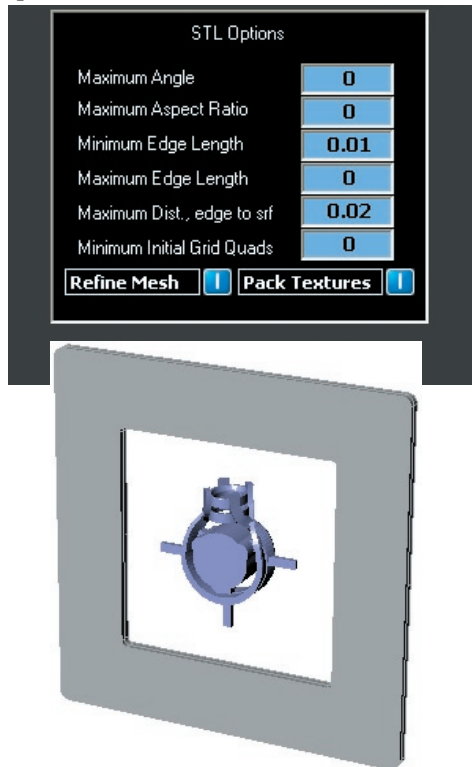 STL Options
Maximum Angle 0
Maximum Aspect Ratio 0
Minimum Edge Length 0.01
Maximum Edge Length 0
Maximum Dist., edge to srf 0.02
Minimum Initial Grid Quads 0
Refine Mesh I Pack Textures I